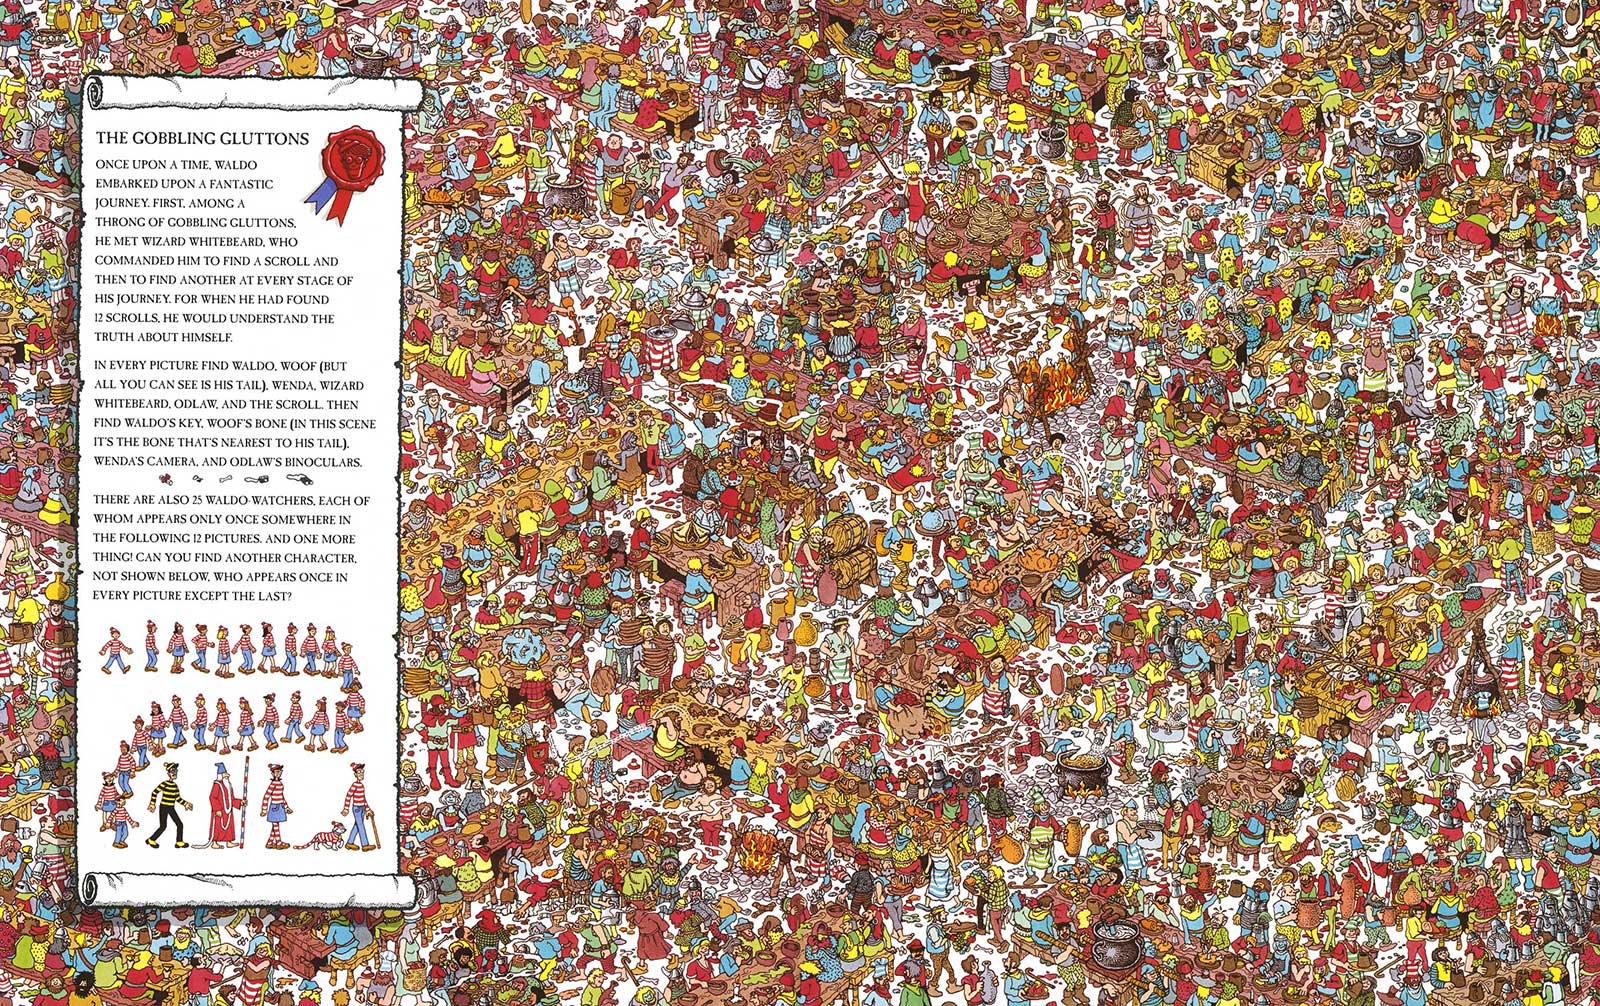 THE GOBBLING GLUTTONS
ONCE UPON A TIME, WALDO
EMBARKED UPON A FANTASTIC
JOURNEY. FIRST, AMONG A
THRONG OF GOBBLING GLUTTONS,
HE MET WIZARD WHITEBEARD, WHO
COMMANDED HIM TO FIND A SCROLL AND
THEN TO FIND ANOTHER AT EVERY STAGE OF
HIS JOURNEY. FOR WHEN HE HAD FOUND
12 SCROLLS, HE WOULD UNDERSTAND THE
TRUTH ABOUT HIMSELF.
IN EVERY PICTURE FIND WALDO, WOOF (BUT
ALL YOU CAN SEE IS HIS TAIL), WENDA, WIZARD
WHITEBEARD, ODLAW, AND THE SCROLL. THEN
FIND WALDO'S KEY, WOOF'S BONE (IN THIS SCENE
IT'S THE BONE THAT'S NEAREST TO HIS TAIL),
WENDA'S CAMERA, AND ODLAW'S BINOCULARS.
THERE ARE ALSO 25 WALDO-WATCHERS, EACH OF
WHOM APPEARS ONLY ONCE SOMEWHERE IN
THE FOLLOWING 12 PICTURES. AND ONE MORE
THING! CAN YOU FIND ANOTHER CHARACTER,
NOT SHOWN BELOW, WHO APPEARS ONCE IN
EVERY PICTURE EXCEPT THE LAST?